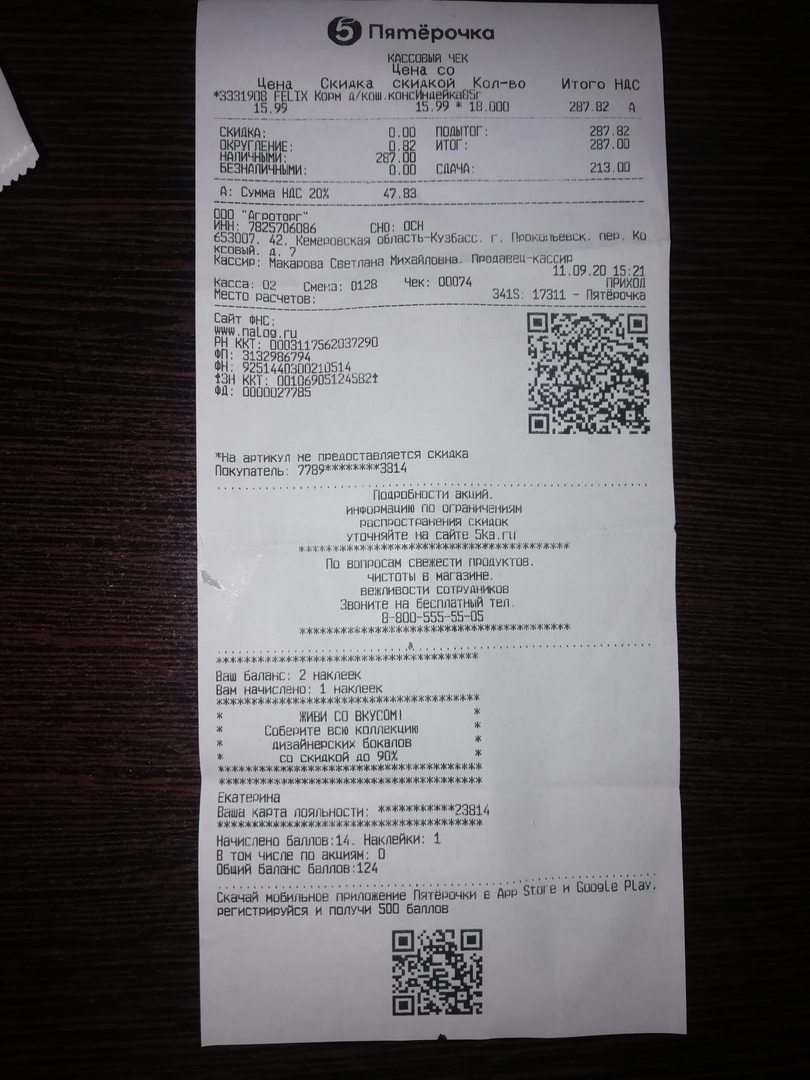 5 Пятёрочка
КАССОВЫЙ ЧЕК
Цена со
Цена Скидка скидкой Кол-во Итого НДС
*3331908 FELIX Корм д/кош.консИндейка85г
15.99 15.99 * 18.000 287.82 А
СКИДКА: 0.00 ПОДЫТОГ: 287.82
ОКРУГЛЕНИЕ: 0.82 ИТОГ: 287.00
НАЛИЧНЫМИ: 287.00
БЕЗНАЛИЧНЫМИ: 0.00 СДАЧА: 213.00
А: Сумма НДС 20% 47.83
ООО "Агроторг"
ИНН: 7825706086 СНО: ОСН
653007, 42, Кемеровская область-Кузбасс, г. Прокопьевск, пер. Ко
ксовый, д. 7
Кассир: Макарова Светлана Михайловна. Продавец-кассир
11.09.20 15:21
Касса: 02 Смена: 0128 Чек: 00074 ПРИХОД
Место расчетов: 341S: 17311 - Пятёрочка
Сайт ФНС:
www.nalog.ru
РН ККТ: 0003117562037290
ФП: 3132986794
ФН: 9251440300210514
†ЗН ККТ: 00106905124582†
ФД: 0000027785
*На артикул не предоставляется скидка
Покупатель: 7789********3814
Подробности акций,
информацию по ограничениям
распространения скидок
уточняйте на сайте 5ka.ru
****************************************
По вопросам свежести продуктов,
чистоты в магазине,
вежливости сотрудников
Звоните на бесплатный тел.
8-800-555-55-05
****************************************
****************************************
Ваш баланс: 2 наклеек
Вам начислено: 1 наклеек
****************************************
* ЖИВИ СО ВКУСОМ! *
* Соберите всю коллекцию *
* дизайнерских бокалов *
* со скидкой до 90% *
****************************************
****************************************
Екатерина
Ваша карта лояльности: ***********23814
****************************************
Начислено баллов:14. Наклейки: 1
В том числе по акциям: 0
Общий баланс баллов:124
Скачай мобильное приложение Пятёрочки в App Store и Google Play,
регистрируйся и получи 500 баллов